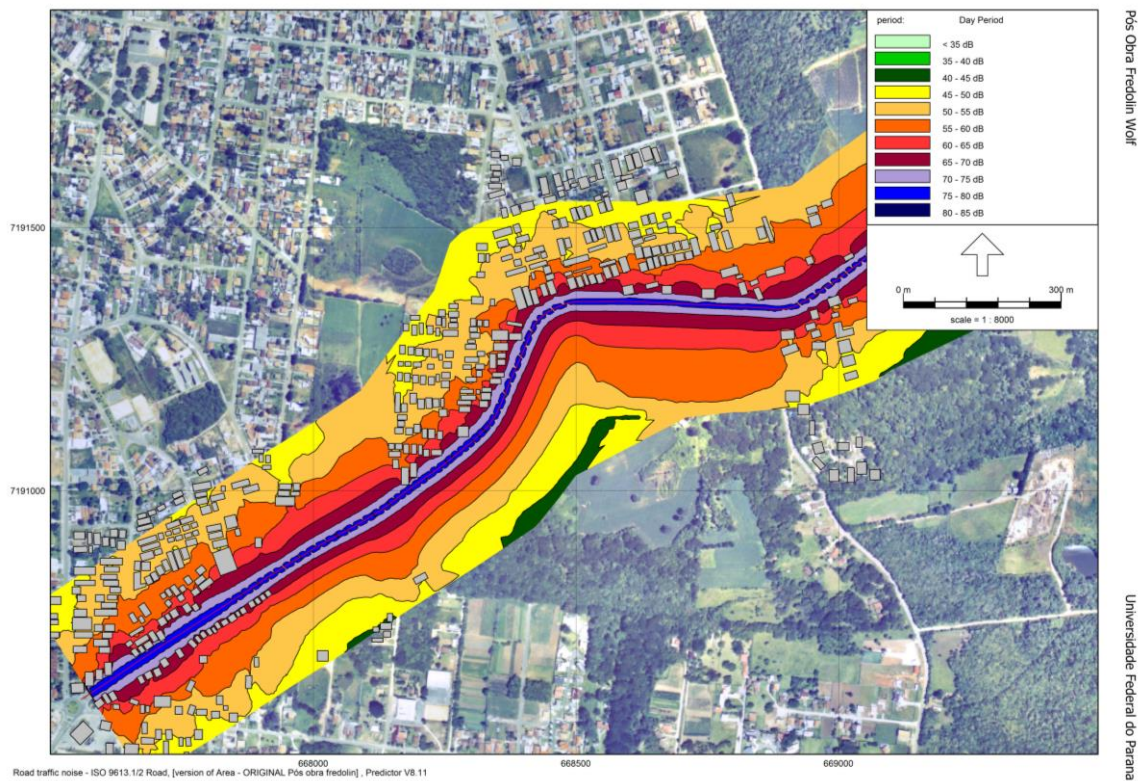 period: Day Period
< 35 dB
35 - 40 dB
40 - 45 dB
45 - 50 dB
50 - 55 dB
55 - 60 dB
60 - 65 dB
65 - 70 dB
70 - 75 dB
75 - 80 dB
80 - 85 dB
0 m 300 m
scale = 1 : 8000
Pós Obra Fredolin Wolf
7191500
7191000
Universidade Federal do Paraná
668000 668500 669000
Road traffic noise - ISO 9613.1/2 Road, [version of Area - ORIGINAL Pós obra fredolin] , Predictor V8.11